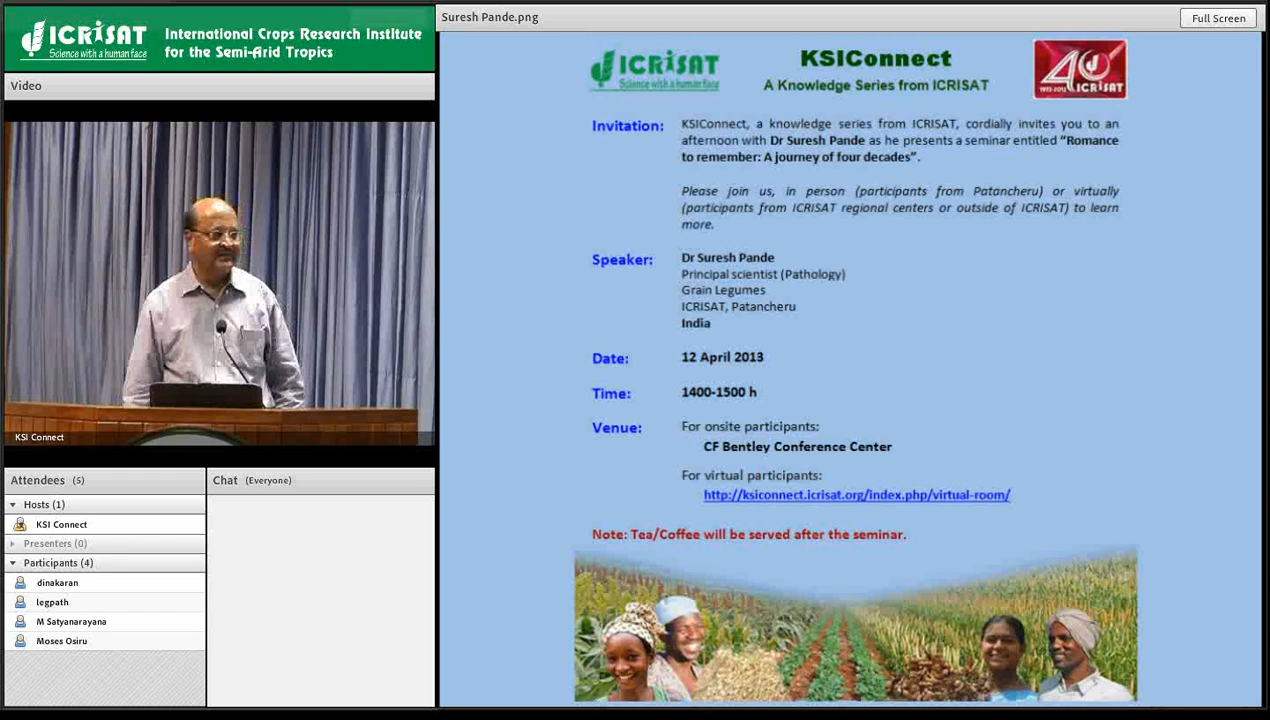 ICRISAT
Science with a human face
International Crops Research Institute
for the Semi-Arid Tropics
Video
KSI Connect
Attendees (5)
Hosts (1)
KSI Connect
Presenters (0)
Participants (4)
dinakaran
legpath
M Satyanarayana
Moses Osiru
Chat (Everyone)
Suresh Pande.png
Full Screen
ICRISAT
Science with a human face
KSIConnect
A Knowledge Series from ICRISAT
40
1972-2012 ICRISAT
Invitation: KSIConnect, a knowledge series from ICRISAT, cordially invites you to an
afternoon with Dr Suresh Pande as he presents a seminar entitled “Romance
to remember: A journey of four decades”.
Please join us, in person (participants from Patancheru) or virtually
(participants from ICRISAT regional centers or outside of ICRISAT) to learn
more.
Speaker: Dr Suresh Pande
Principal scientist (Pathology)
Grain Legumes
ICRISAT, Patancheru
India
Date: 12 April 2013
Time: 1400-1500 h
Venue: For onsite participants:
CF Bentley Conference Center
For virtual participants:
http://ksiconnect.icrisat.org/index.php/virtual-room/
Note: Tea/Coffee will be served after the seminar.